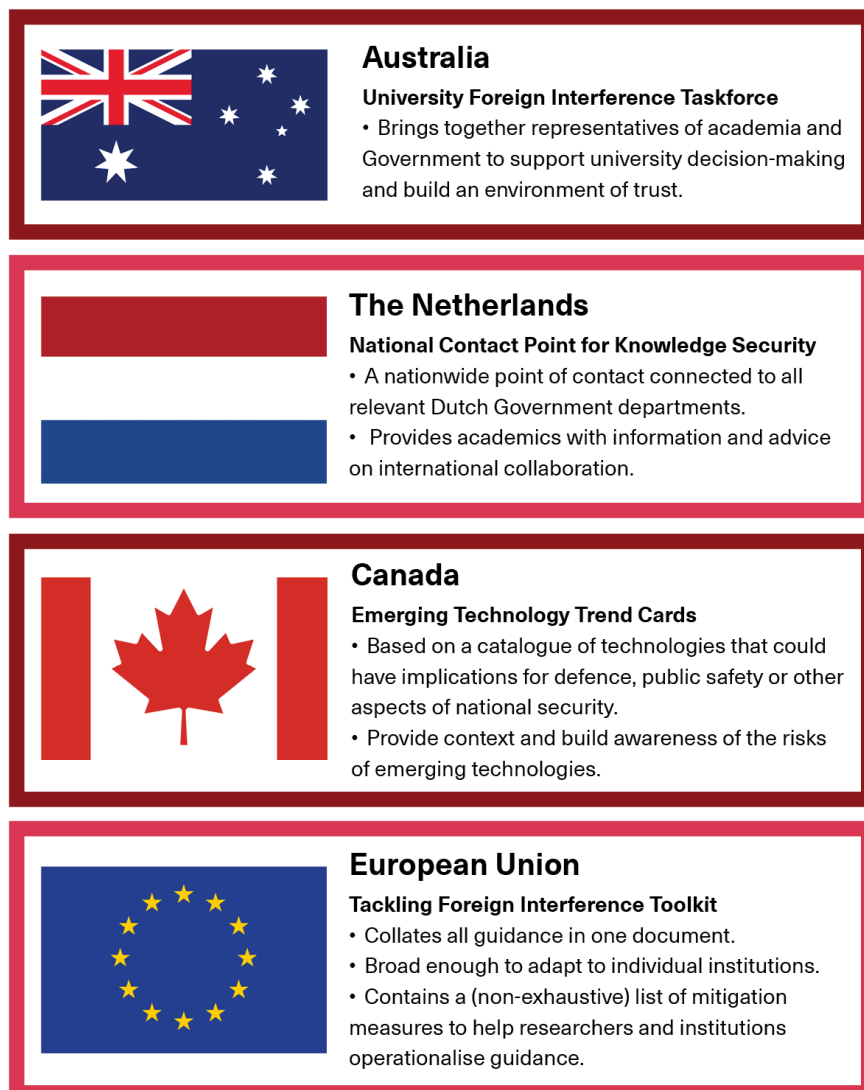 Australia
University Foreign Interference Taskforce
• Brings together representatives of academia and
Government to support university decision-making
and build an environment of trust.
The Netherlands
National Contact Point for Knowledge Security
• A nationwide point of contact connected to all
relevant Dutch Government departments.
• Provides academics with information and advice
on international collaboration.
Canada
Emerging Technology Trend Cards
• Based on a catalogue of technologies that could
have implications for defence, public safety or other
aspects of national security.
• Provide context and build awareness of the risks
of emerging technologies.
European Union
Tackling Foreign Interference Toolkit
• Collates all guidance in one document.
• Broad enough to adapt to individual institutions.
• Contains a (non-exhaustive) list of mitigation
measures to help researchers and institutions
operationalise guidance.